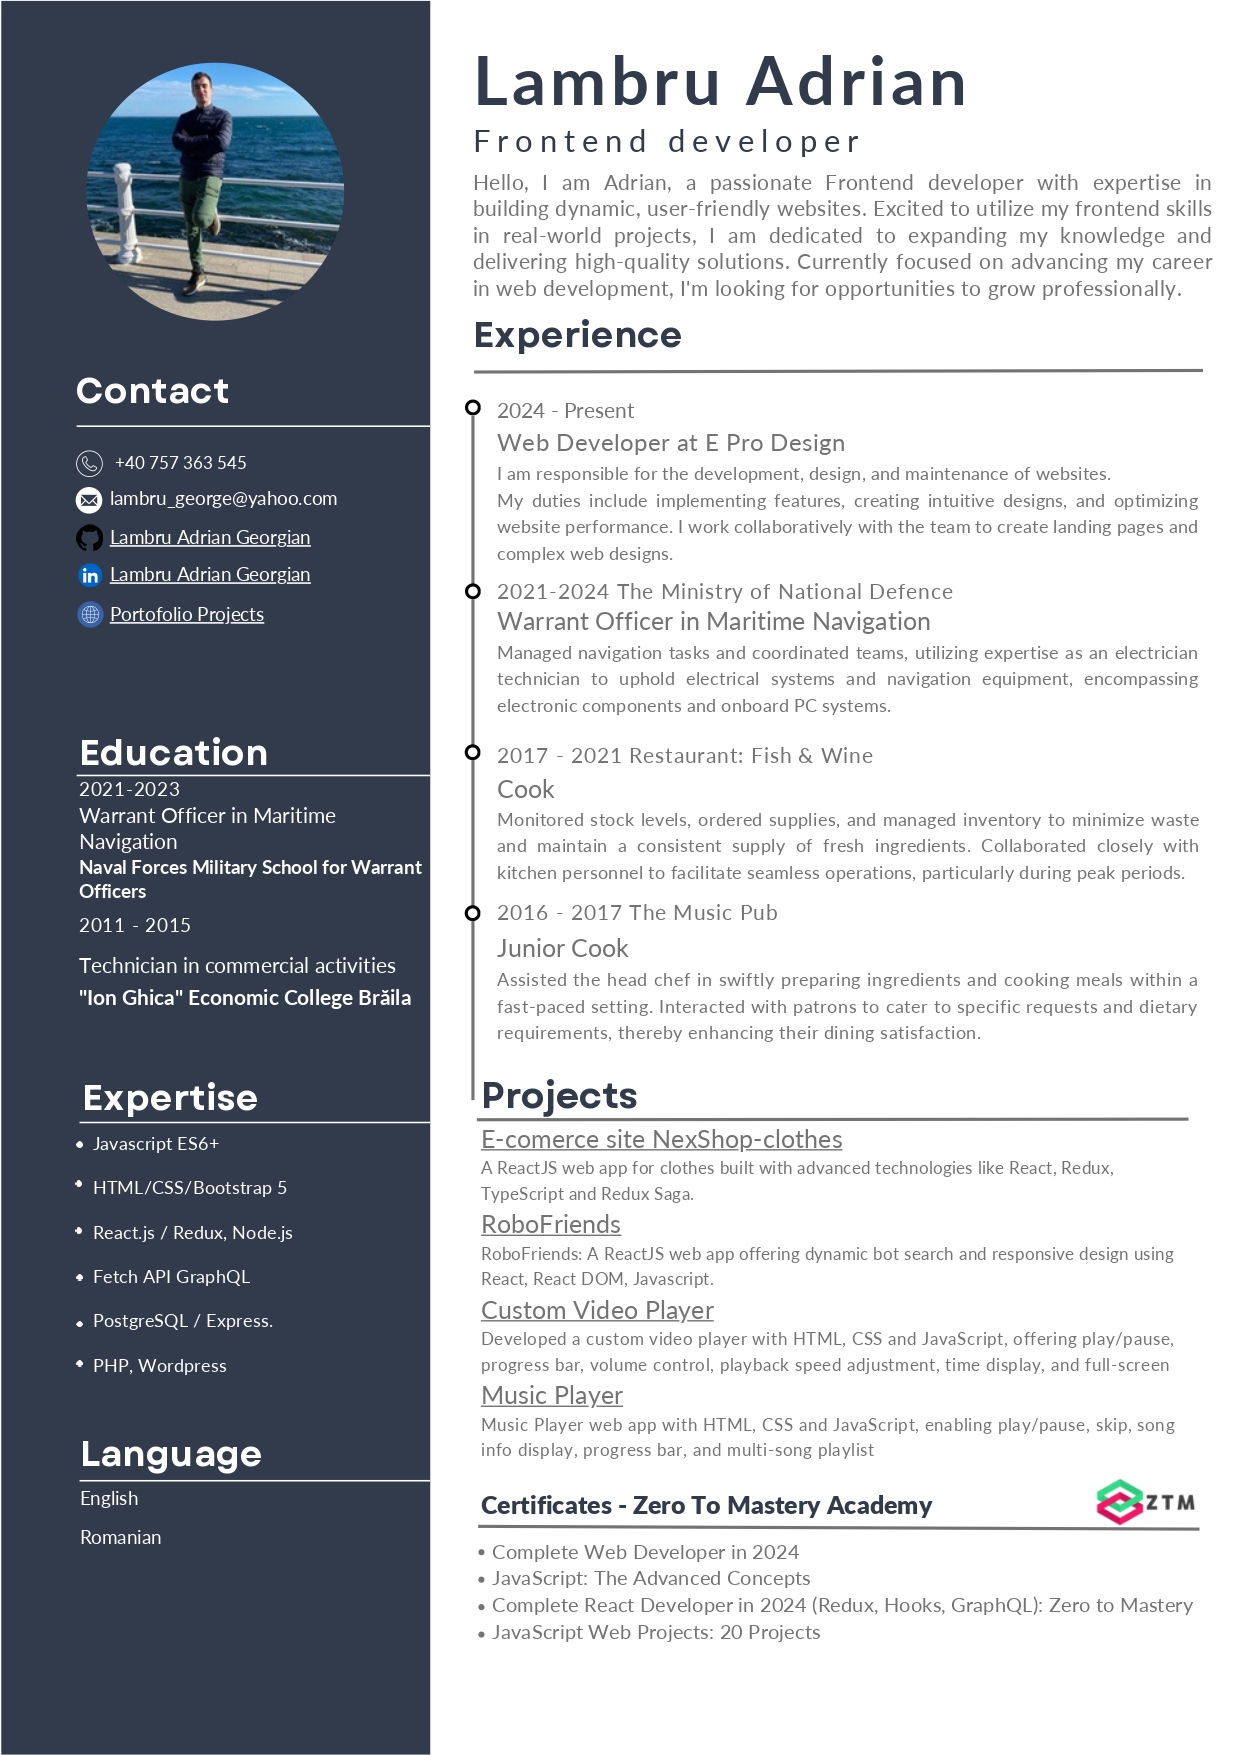 Lambru Adrian
Frontend developer
Hello, I am Adrian, a passionate Frontend developer with expertise in
building dynamic, user-friendly websites. Excited to utilize my frontend skills
in real-world projects, I am dedicated to expanding my knowledge and
delivering high-quality solutions. Currently focused on advancing my career
in web development, I'm looking for opportunities to grow professionally.
Contact
+40 757 363 545
lambru_george@yahoo.com
Lambru Adrian Georgian
in
Lambru Adrian Georgian
Portofolio Projects
Education
2021-2023
Warrant Officer in Maritime
Navigation
Naval Forces Military School for Warrant
Officers
2011 - 2015
Technician in commercial activities
"Ion Ghica" Economic College Brăila
Expertise
• Javascript ES6+
• HTML/CSS/Bootstrap 5
• React.js / Redux, Node.js
• Fetch API GraphQL
• PostgreSQL / Express.
• PHP, Wordpress
Language
English
Romanian
Experience
2024 - Present
Web Developer at E Pro Design
I am responsible for the development, design, and maintenance of websites.
My duties include implementing features, creating intuitive designs, and optimizing
website performance. I work collaboratively with the team to create landing pages and
complex web designs.
2021-2024 The Ministry of National Defence
Warrant Officer in Maritime Navigation
Managed navigation tasks and coordinated teams, utilizing expertise as an electrician
technician to uphold electrical systems and navigation equipment, encompassing
electronic components and onboard PC systems.
2017 - 2021 Restaurant: Fish & Wine
Cook
Monitored stock levels, ordered supplies, and managed inventory to minimize waste
and maintain a consistent supply of fresh ingredients. Collaborated closely with
kitchen personnel to facilitate seamless operations, particularly during peak periods.
2016 - 2017 The Music Pub
Junior Cook
Assisted the head chef in swiftly preparing ingredients and cooking meals within a
fast-paced setting. Interacted with patrons to cater to specific requests and dietary
requirements, thereby enhancing their dining satisfaction.
Projects
E-comerce site NexShop-clothes
A ReactJS web app for clothes built with advanced technologies like React, Redux,
TypeScript and Redux Saga.
RoboFriends
RoboFriends: A ReactJS web app offering dynamic bot search and responsive design using
React, React DOM, Javascript.
Custom Video Player
Developed a custom video player with HTML, CSS and JavaScript, offering play/pause,
progress bar, volume control, playback speed adjustment, time display, and full-screen
Music Player
Music Player web app with HTML, CSS and JavaScript, enabling play/pause, skip, song
info display, progress bar, and multi-song playlist
Certificates - Zero To Mastery Academy
ZTM
• Complete Web Developer in 2024
• JavaScript: The Advanced Concepts
• Complete React Developer in 2024 (Redux, Hooks, GraphQL): Zero to Mastery
• JavaScript Web Projects: 20 Projects